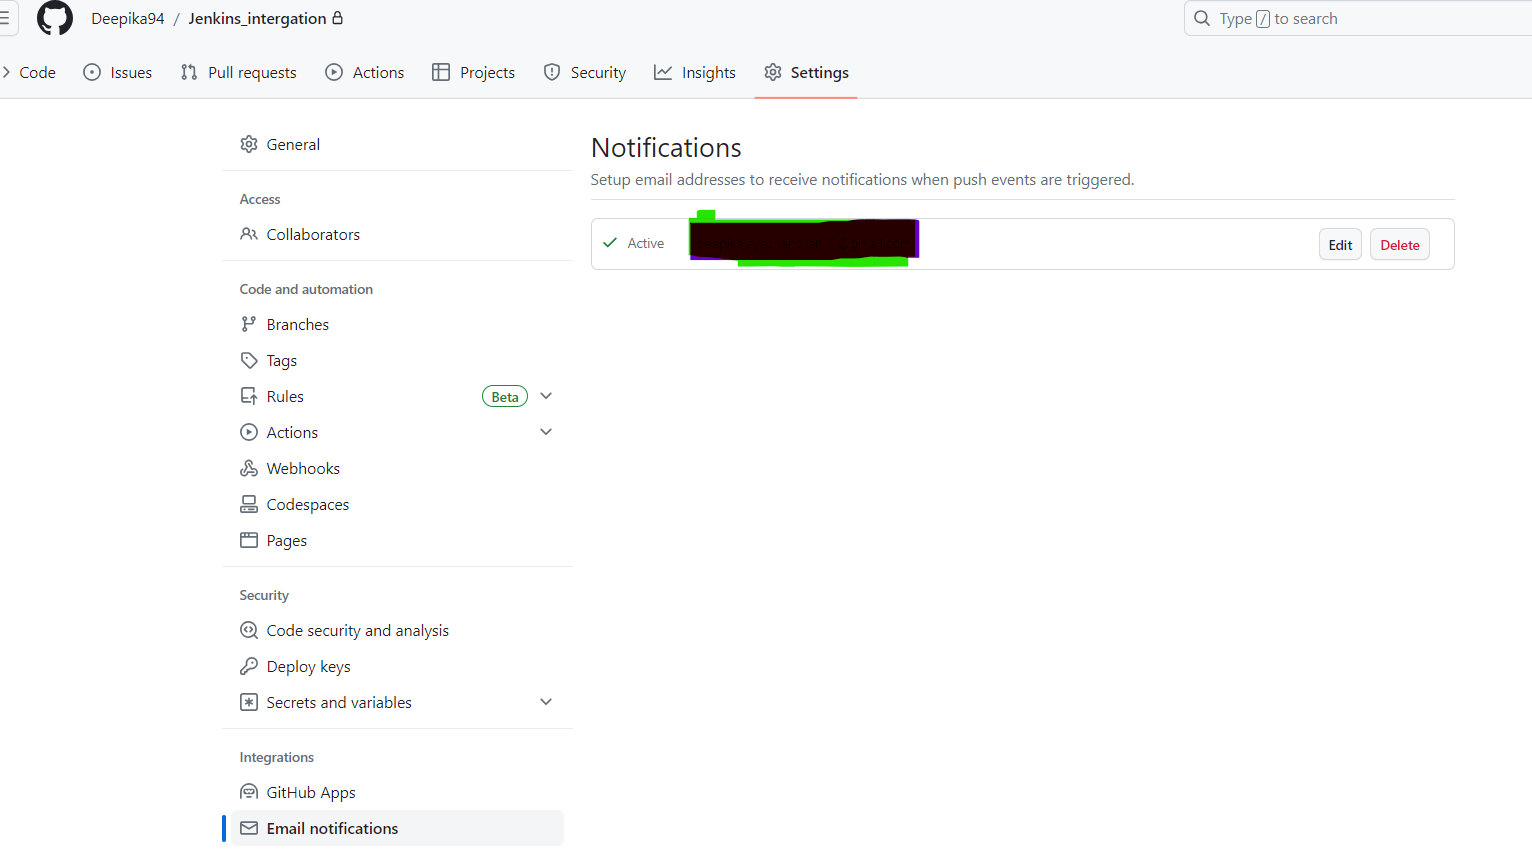 Deepika94 / Jenkins_intergation
Type / to search
Code Issues Pull requests Actions Projects Security Insights Settings
General
Access
Collaborators
Code and automation
Branches
Tags
Rules Beta
Actions
Webhooks
Codespaces
Pages
Security
Code security and analysis
Deploy keys
Secrets and variables
Integrations
GitHub Apps
Email notifications
Notifications
Setup email addresses to receive notifications when push events are triggered.
Active
Edit Delete